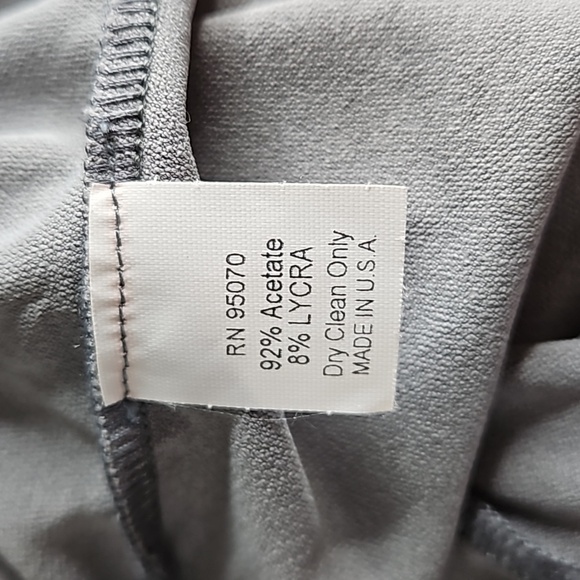 RN 95070
92% Acetate
8% LYCRA
Dry Clean Only
MADE IN U.S.A.